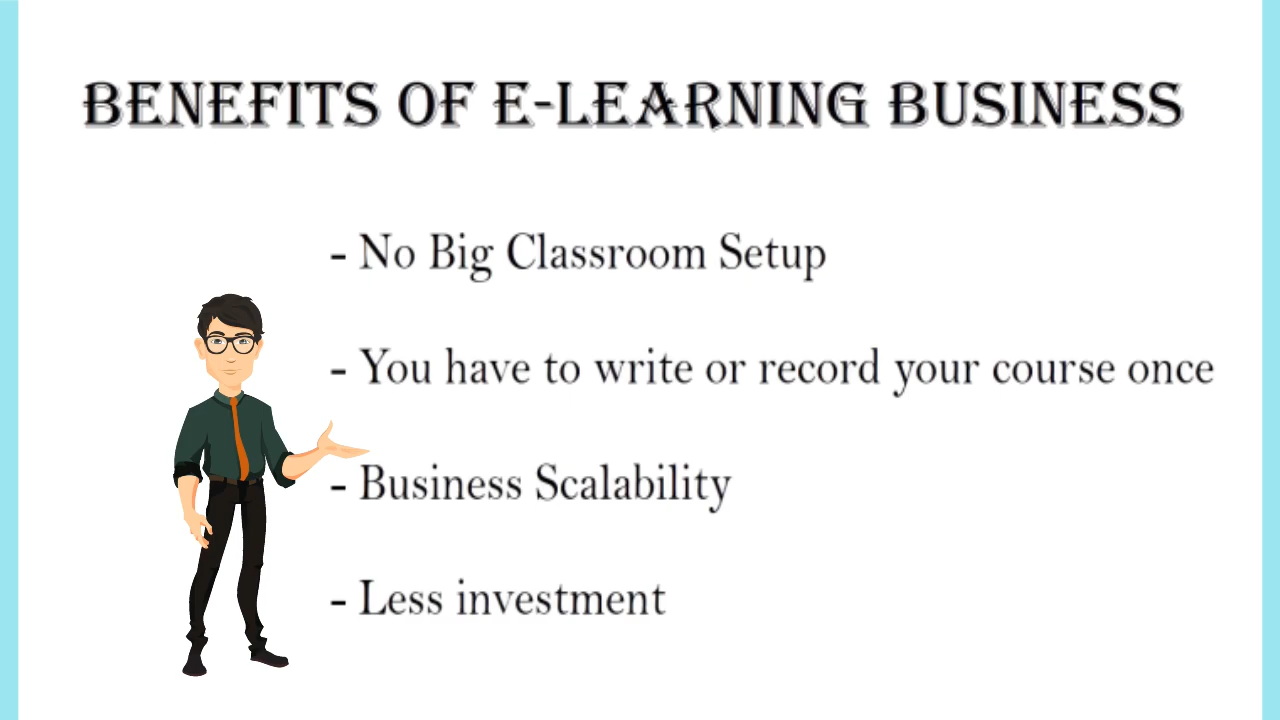 BENEFITS OF E-LEARNING BUSINESS
- No Big Classroom Setup
- You have to write or record your course once
- Business Scalability
- Less investment